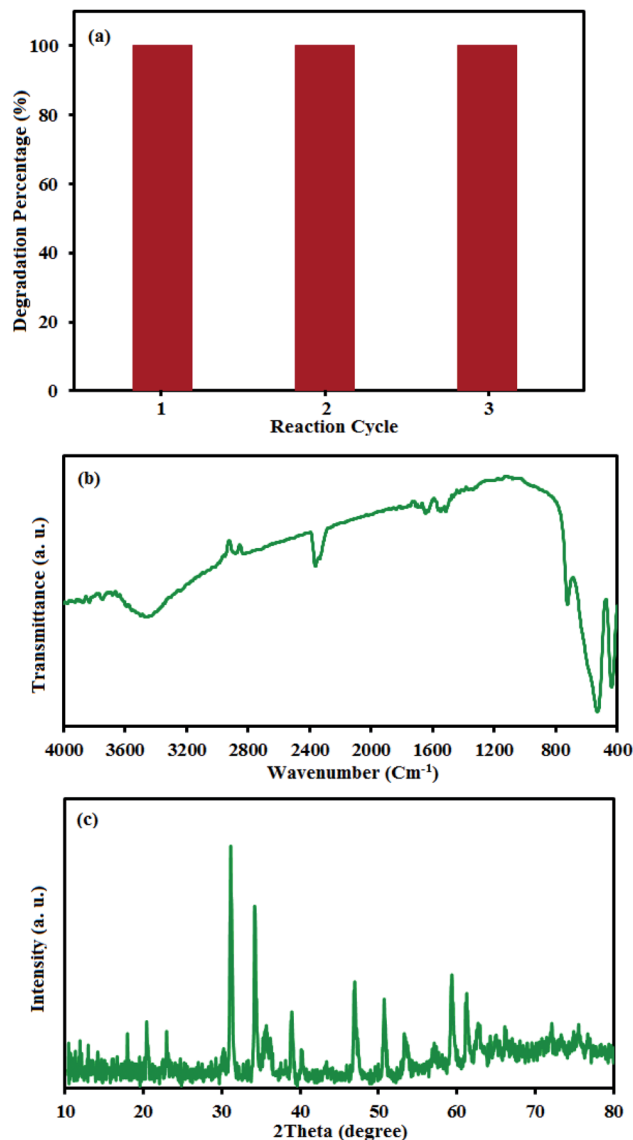 (a)
100
80
60
40
20
0
Degradation Percentage (%)
1 2 3
Reaction Cycle
(b)
Transmittance (a. u.)
4000 3600 3200 2800 2400 2000 1600 1200 800 400
Wavenumber (Cm⁻¹)
(c)
Intensity (a. u.)
10 20 30 40 50 60 70 80
2Theta (degree)